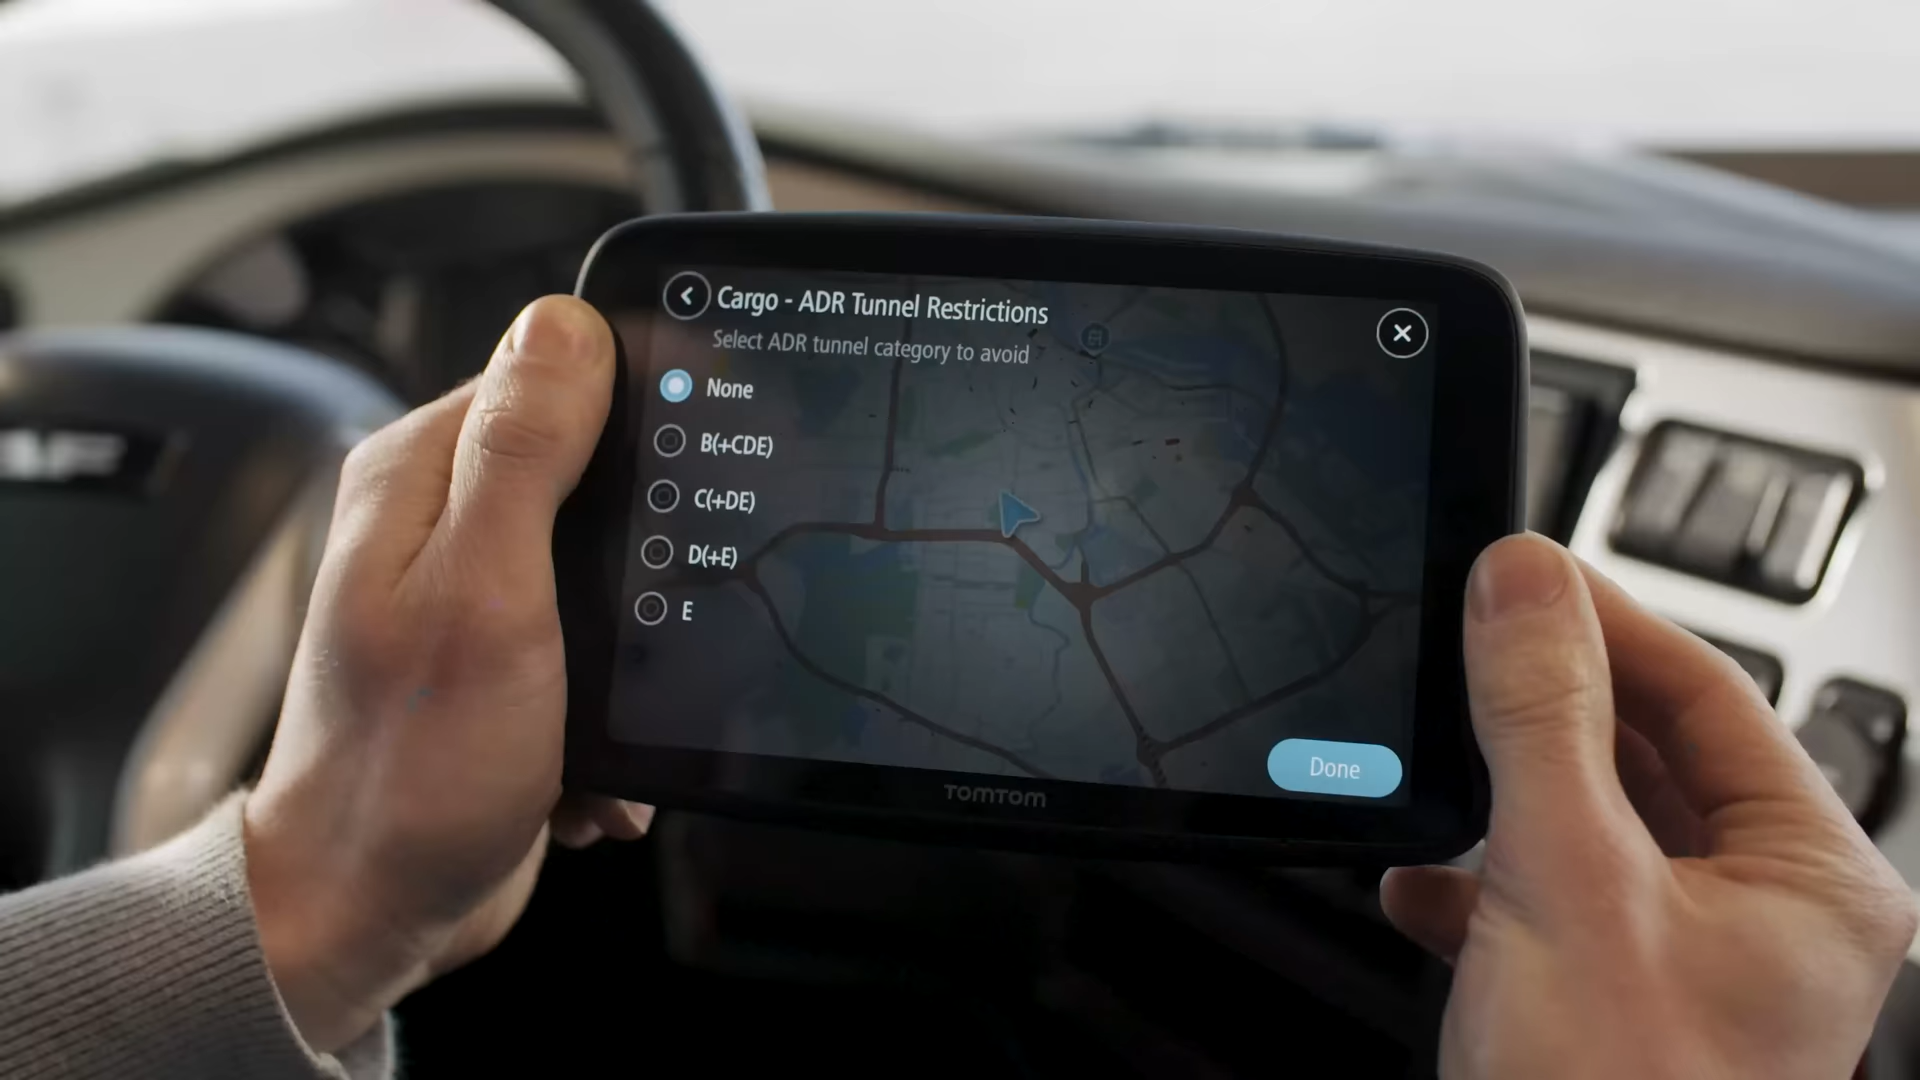 Cargo - ADR Tunnel Restrictions
Select ADR tunnel category to avoid
None
B(+CDE)
C(+DE)
D(+E)
E
Done
TOMTOM